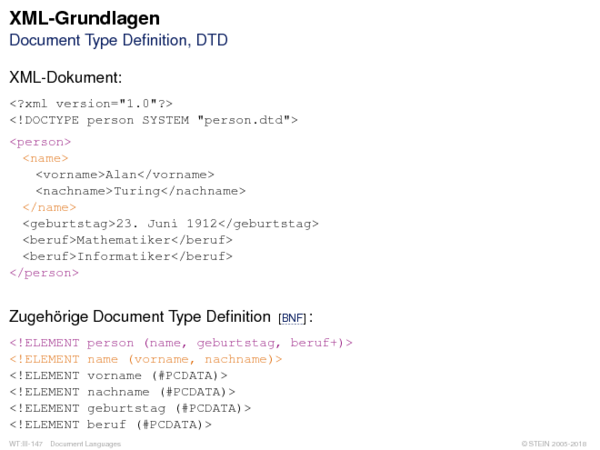 XML-Grundlagen
Document Type Definition, DTD
XML-Dokument:
<?xml version="1.0"?>
<!DOCTYPE person SYSTEM "person.dtd">
<person>
<name>
<vorname>Alan</vorname>
<nachname>Turing</nachname>
</name>
<geburtstag>23. Juni 1912</geburtstag>
<beruf>Mathematiker</beruf>
<beruf>Informatiker</beruf>
</person>
Zugehörige Document Type Definition [BNF] :
<!ELEMENT person (name, geburtstag, beruf+)>
<!ELEMENT name (vorname, nachname)>
<!ELEMENT vorname (#PCDATA)>
<!ELEMENT nachname (#PCDATA)>
<!ELEMENT geburtstag (#PCDATA)>
<!ELEMENT beruf (#PCDATA)>
WT:III-147 Document Languages © STEIN 2005-2018